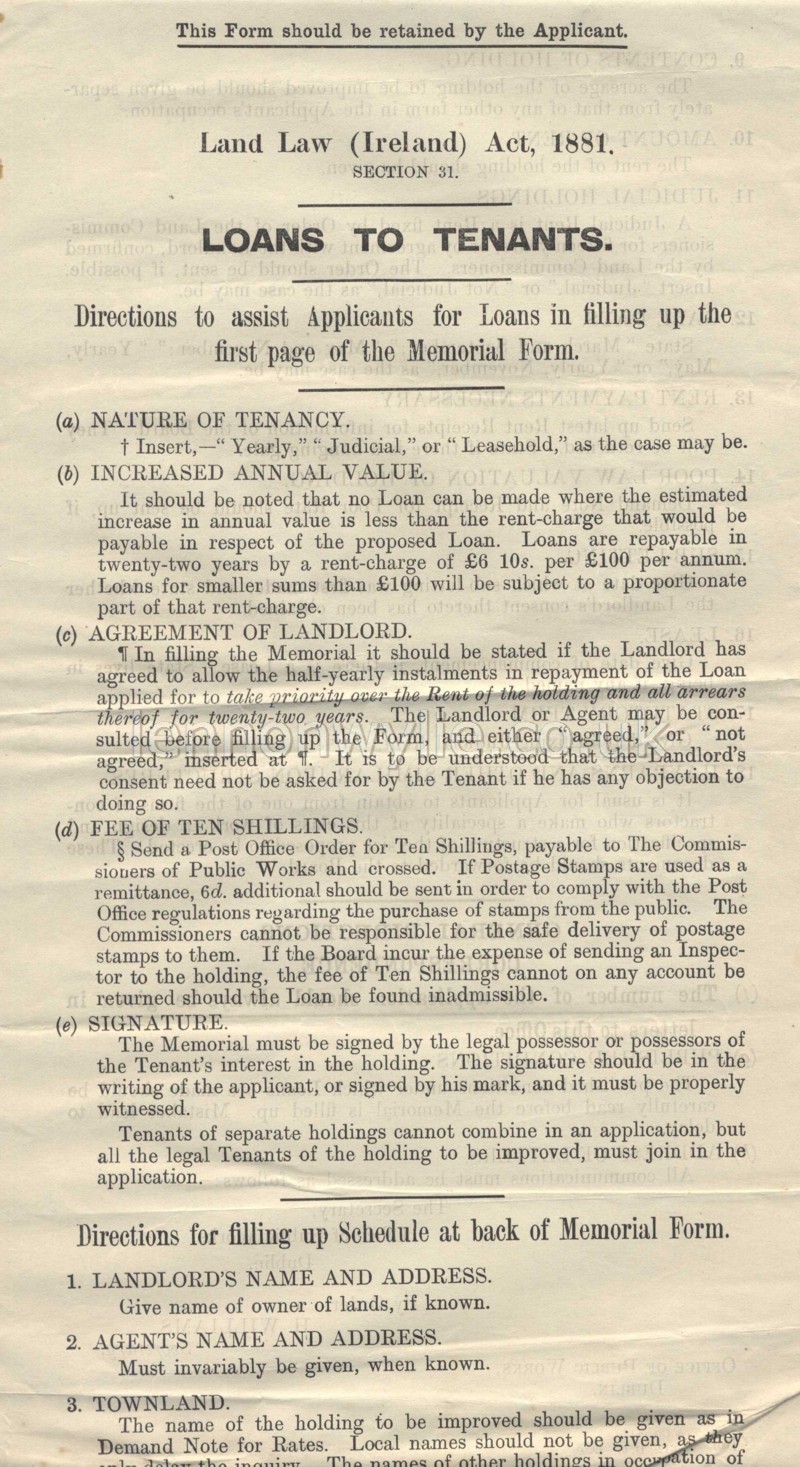 This Form should be retained by the Applicant.
Land Law (Ireland) Act, 1881.
SECTION 31.
LOANS TO TENANTS.
Directions to assist Applicants for Loans in filling up the
first page of the Memorial Form.
(a) NATURE OF TENANCY.
† Insert,—“ Yearly,” “ Judicial,” or “ Leasehold,” as the case may be.
(b) INCREASED ANNUAL VALUE.
It should be noted that no Loan can be made where the estimated
increase in annual value is less than the rent-charge that would be
payable in respect of the proposed Loan. Loans are repayable in
twenty-two years by a rent-charge of £6 10s. per £100 per annum.
Loans for smaller sums than £100 will be subject to a proportionate
part of that rent-charge.
(c) AGREEMENT OF LANDLORD.
¶ In filling the Memorial it should be stated if the Landlord has
agreed to allow the half-yearly instalments in repayment of the Loan
applied for to take priority over the Rent of the holding and all arrears
thereof for twenty-two years. The Landlord or Agent may be con-
sulted before filling up the Form, and either “agreed,” or “not
agreed,” inserted at ¶. It is to be understood that the Landlord's
consent need not be asked for by the Tenant if he has any objection to
doing so.
(d) FEE OF TEN SHILLINGS.
§ Send a Post Office Order for Ten Shillings, payable to The Commis-
sioners of Public Works and crossed. If Postage Stamps are used as a
remittance, 6d. additional should be sent in order to comply with the Post
Office regulations regarding the purchase of stamps from the public. The
Commissioners cannot be responsible for the safe delivery of postage
stamps to them. If the Board incur the expense of sending an Inspec-
tor to the holding, the fee of Ten Shillings cannot on any account be
returned should the Loan be found inadmissible.
(e) SIGNATURE.
The Memorial must be signed by the legal possessor or possessors of
the Tenant's interest in the holding. The signature should be in the
writing of the applicant, or signed by his mark, and it must be properly
witnessed.
Tenants of separate holdings cannot combine in an application, but
all the legal Tenants of the holding to be improved, must join in the
application.
Directions for filling up Schedule at back of Memorial Form.
1. LANDLORD'S NAME AND ADDRESS.
Give name of owner of lands, if known.
2. AGENT'S NAME AND ADDRESS.
Must invariably be given, when known.
3. TOWNLAND.
The name of the holding to be improved should be given as in
Demand Note for Rates. Local names should not be given, as they
only delay the inquiry. The names of other holdings in occupation of